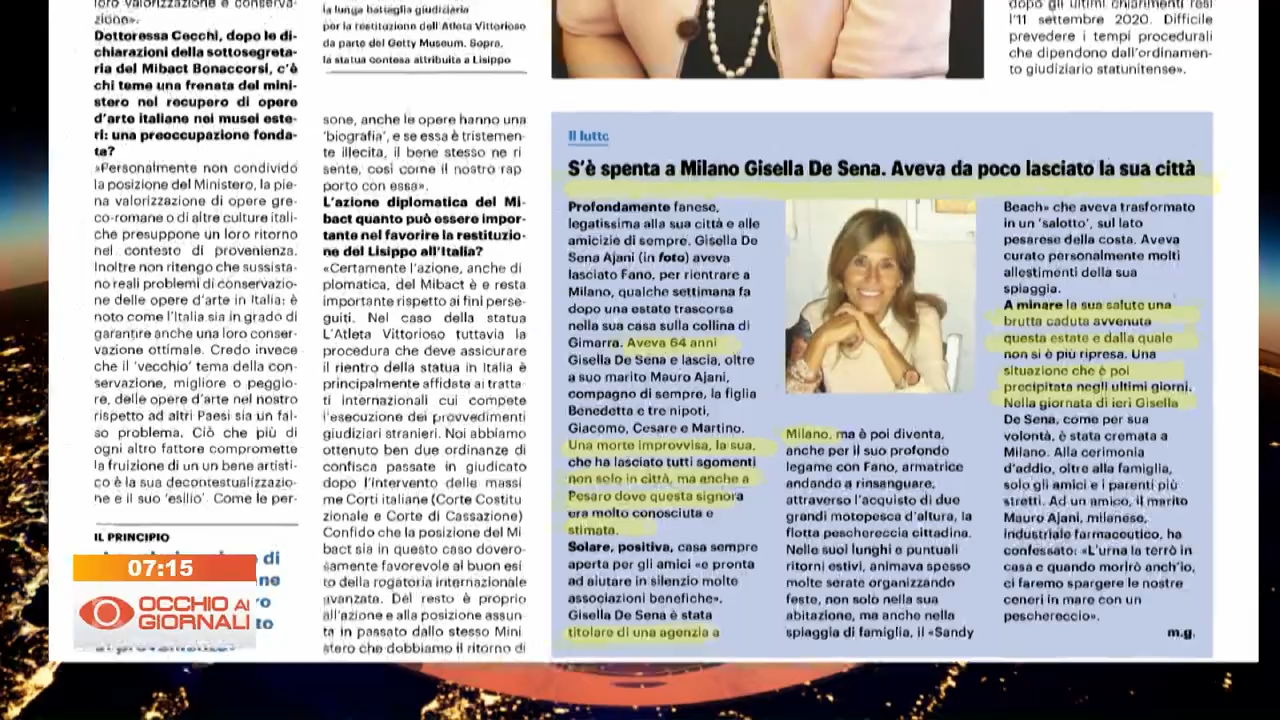 loro valorizzazione e conserva-
zione».
Dottoressa Cecchi, dopo le di-
chiarazioni della sottosegreta-
ria del Mibact Bonaccorsi, c'è
chi teme una frenata del mini-
stero nel recupero di opere
d'arte italiane nei musei este-
ri: una preoccupazione fonda-
ta?
»Personalmente non condivido
la posizione del Ministero, la pie-
na valorizzazione di opere gre-
co-romane o di altre culture itali-
che presuppone un loro ritorno
nel contesto di provenienza.
Inoltre non ritengo che sussista-
no reali problemi di conservazio-
ne delle opere d'arte in Italia: è
noto come l'Italia sia in grado di
garantire anche una loro conser-
vazione ottimale. Credo invece
che il 'vecchio' tema della con-
servazione, migliore o peggio-
re, delle opere d'arte nel nostro
rispetto ad altri Paesi sia un fal-
so problema. Ciò che più di
ogni altro fattore compromette
la fruizione di un un bene artisti-
co è la sua decontestualizzazio-
ne e il suo 'esilio'. Come le per-
IL PRINCIPIO
di
ne
to
07:15
OCCHIO AI
GIORNALI
la lunga battaglia giudiziaria
per la restituzione dell'Atleta Vittorioso
da parte del Getty Museum. Sopra,
la statua contesa attribuita a Lisippo
sone, anche le opere hanno una
'biografia', e se essa è tristemen-
te illecita, il bene stesso ne ri
sente, così come il nostro rap
porto con essa».
L'azione diplomatica del Mi-
bact quanto può essere impor-
tante nel favorire la restituzio-
ne del Lisippo all'Italia?
«Certamente l'azione, anche di
plomatica, del Mibact è e resta
importante rispetto ai fini perse-
guiti. Nel caso della statua
L'Atleta Vittorioso tuttavia la
procedura che deve assicurare
il rientro della statua in Italia è
principalmente affidata ai tratta-
ti internazionali cui compete
l'esecuzione dei provvedimenti
giudiziari stranieri. Noi abbiamo
ottenuto ben due ordinanze di
confisca passate in giudicato
dopo l'intervento delle massi
me Corti italiane (Corte Costitu
zionale e Corte di Cassazione)
Confido che la posizione del Mi
bact sia in questo caso dovero-
samente favorevole al buon esi
to della rogatoria internazionale
avanzata. Del resto è proprio
all'azione e alla posizione assun
ta in passato dallo stesso Mini
stero che dobbiamo il ritorno di
dopo gli ultimi chiarimenti resi
l'11 settembre 2020. Difficile
prevedere i tempi procedurali
che dipendono dall'ordinamen-
to giudiziario statunitense».
Il lutto
S'è spenta a Milano Gisella De Sena. Aveva da poco lasciato la sua città
Profondamente fanese,
legatissima alla sua città e alle
amicizie di sempre. Gisella De
Sena Ajani (in foto) aveva
lasciato Fano, per rientrare a
Milano, qualche settimana fa
dopo una estate trascorsa
nella sua casa sulla collina di
Gimarra. Aveva 64 anni
Gisella De Sena e lascia, oltre
a suo marito Mauro Ajani,
compagno di sempre, la figlia
Benedetta e tre nipoti,
Giacomo, Cesare e Martino.
Una morte improvvisa, la sua,
che ha lasciato tutti sgomenti
non solo in città, ma anche a
Pesaro dove questa signora
era molto conosciuta e
stimata.
Solare, positiva, casa sempre
aperta per gli amici «e pronta
ad aiutare in silenzio molte
associazioni benefiche».
Gisella De Sena è stata
titolare di una agenzia a
Milano, ma è poi diventa,
anche per il suo profondo
legame con Fano, armatrice
andando a rinsanguare,
attraverso l'acquisto di due
grandi motopesca d'altura, la
flotta peschereccia cittadina.
Nelle suoi lunghi e puntuali
ritorni estivi, animava spesso
molte serate organizzando
feste, non solo nella sua
abitazione, ma anche nella
spiaggia di famiglia, il «Sandy
Beach» che aveva trasformato
in un 'salotto', sul lato
pesarese della costa. Aveva
curato personalmente molti
allestimenti della sua
spiaggia.
A minare la sua salute una
brutta caduta avvenuta
questa estate e dalla quale
non si è più ripresa. Una
situazione che è poi
precipitata negli ultimi giorni.
Nella giornata di ieri Gisella
De Sena, come per sua
volontà, è stata cremata a
Milano. Alla cerimonia
d'addio, oltre alla famiglia,
solo gli amici e i parenti più
stretti. Ad un amico, il marito
Mauro Ajani, milanese,
industriale farmaceutico, ha
confessato: «L'urna la terrò in
casa e quando morirò anch'io,
ci faremo spargere le nostre
ceneri in mare con un
peschereccio».
m.g.